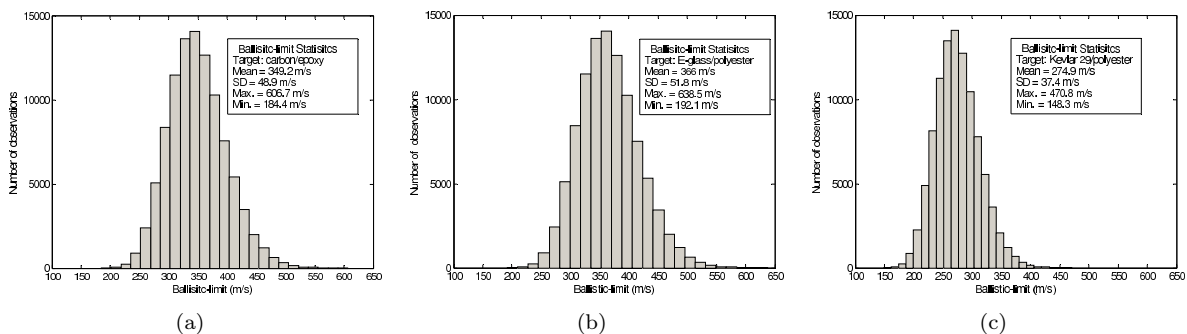 15000
10000
5000
0
Number of observations
Ballisitc-limit Statisitcs
Target: carbon/epoxy
Mean = 349.2 m/s
SD = 48.9 m/s
Max. = 606.7 m/s
Min. = 184.4 m/s
100 150 200 250 300 350 400 450 500 550 600 650
Ballisitc-limit (m/s)
(a)
15000
10000
5000
0
Number of observations
Ballisitc-limit Statisitcs
Target: E-glass/polyester
Mean = 366 m/s
SD = 51.8 m/s
Max. = 638.5 m/s
Min. = 192.1 m/s
100 150 200 250 300 350 400 450 500 550 600 650
Ballistic-limit (m/s)
(b)
15000
10000
5000
0
Number of observations
Ballisitc-limit Statisitcs
Target: Kevlar 29/polyester
Mean = 274.9 m/s
SD = 37.4 m/s
Max. = 470.8 m/s
Min. = 148.3 m/s
100 150 200 250 300 350 400 450 500 550 600 650
Ballistic-limit (m/s)
(c)